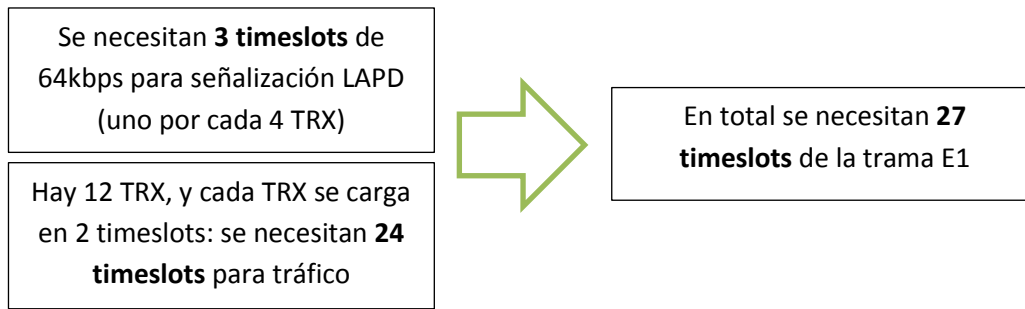 Se necesitan 3 timeslots de
64kbps para señalización LAPD
(uno por cada 4 TRX)
Hay 12 TRX, y cada TRX se carga
en 2 timeslots: se necesitan 24
timeslots para tráfico
En total se necesitan 27
timeslots de la trama E1